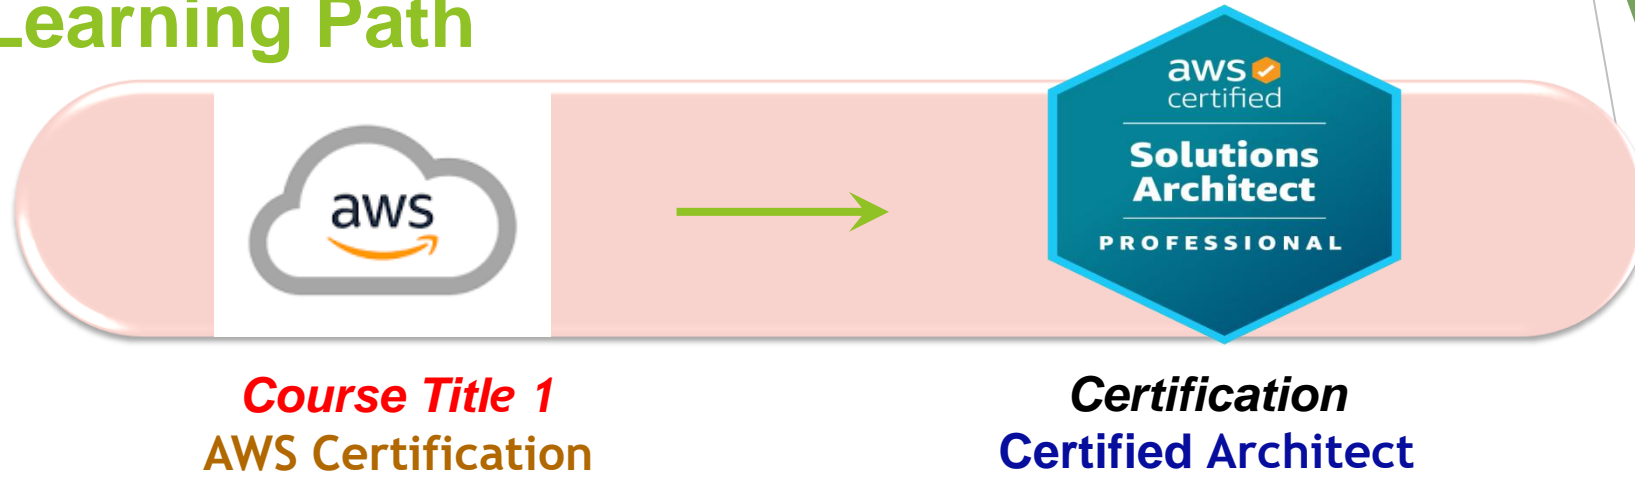 Learning Path
aws
aws
certified
Solutions
Architect
PROFESSIONAL
Course Title 1
AWS Certification
Certification
Certified Architect